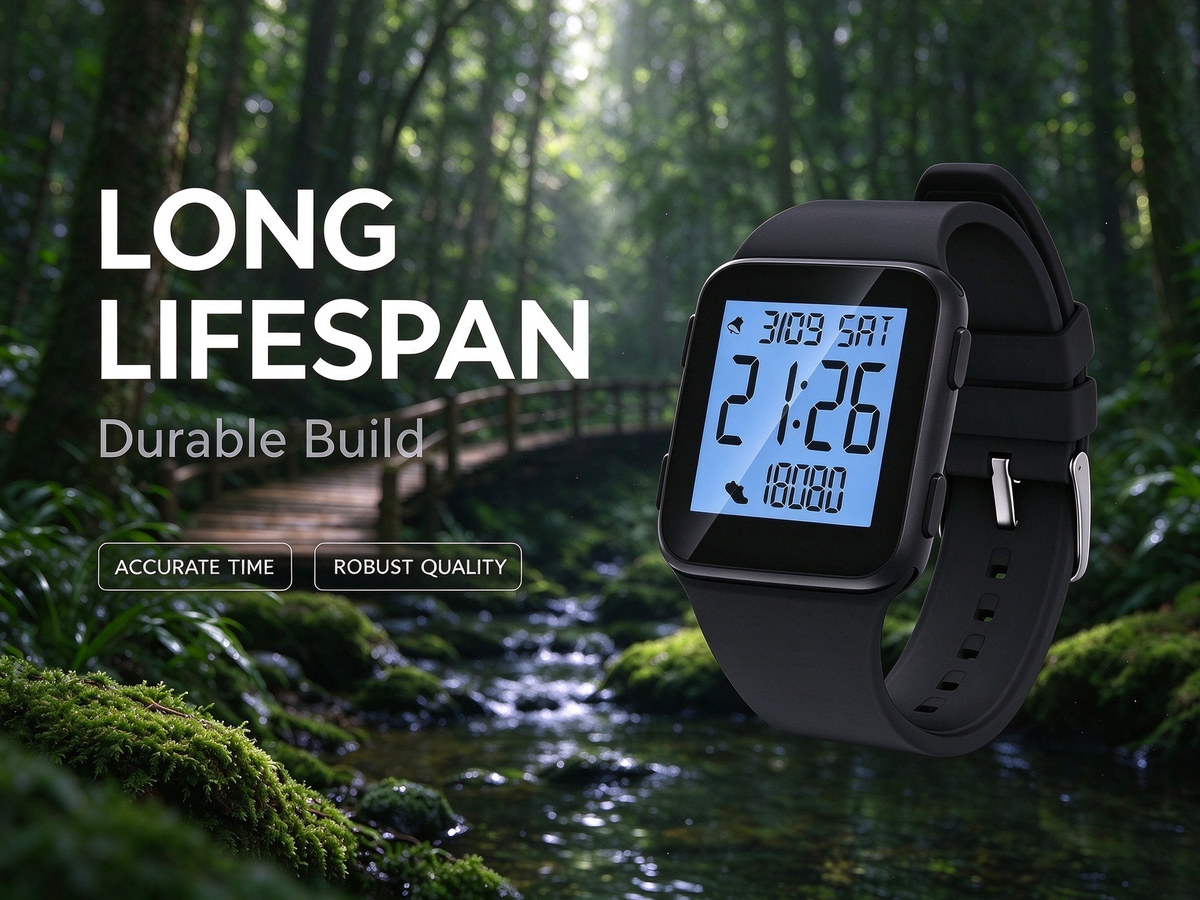 LONG
LIFESPAN
Durable Build
ACCURATE TIME
ROBUST QUALITY
3109 SAT
21:26
18080